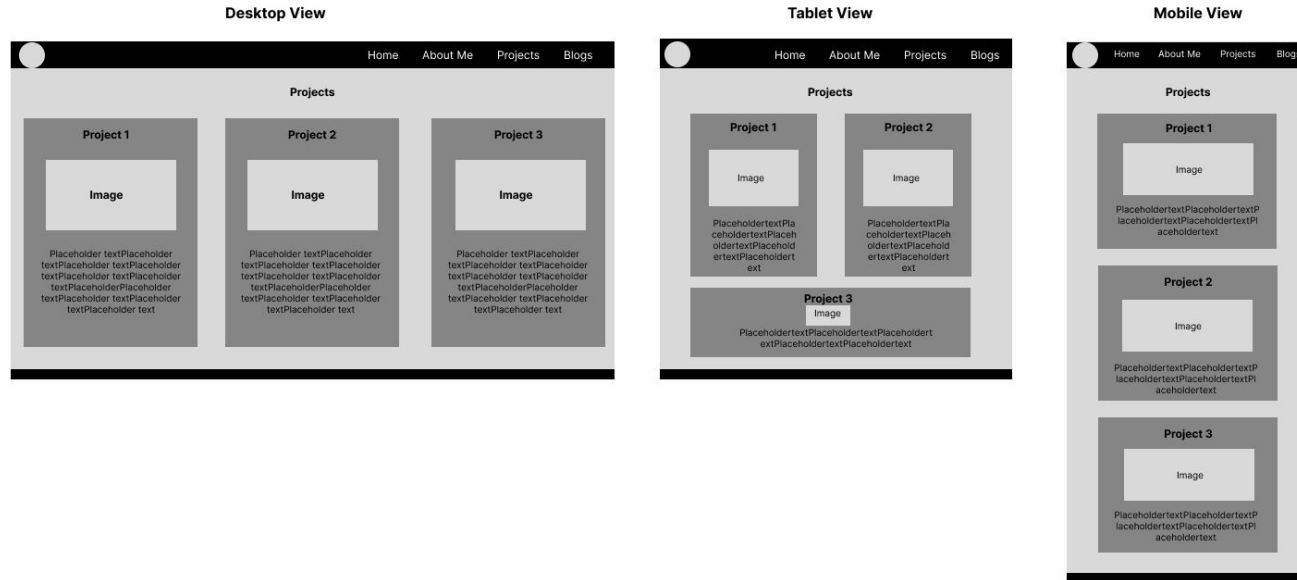 Desktop View
Home About Me Projects Blogs
Projects
Project 1
Image
Placeholder textPlaceholder
textPlaceholder textPlaceholder
textPlaceholder textPlaceholder
textPlaceholderPlaceholder
textPlaceholder textPlaceholder
textPlaceholder text
Project 2
Image
Placeholder textPlaceholder
textPlaceholder textPlaceholder
textPlaceholder textPlaceholder
textPlaceholderPlaceholder
textPlaceholder textPlaceholder
textPlaceholder text
Project 3
Image
Placeholder textPlaceholder
textPlaceholder textPlaceholder
textPlaceholder textPlaceholder
textPlaceholderPlaceholder
textPlaceholder textPlaceholder
textPlaceholder text
Tablet View
Home About Me Projects Blogs
Projects
Project 1
Image
PlaceholdertextPla
ceholdertextPlaceh
oldertextPlacehold
ertextPlaceholdert
ext
Project 2
Image
PlaceholdertextPla
ceholdertextPlaceh
oldertextPlacehold
ertextPlaceholdert
ext
Project 3
Image
PlaceholdertextPlaceholdertextPlaceholdert
extPlaceholdertextPlaceholdertext
Mobile View
Home About Me Projects Blogs
Projects
Project 1
Image
PlaceholdertextPlaceholdertextP
laceholdertextPlaceholdertextPl
aceholdertext
Project 2
Image
PlaceholdertextPlaceholdertextP
laceholdertextPlaceholdertextPl
aceholdertext
Project 3
Image
PlaceholdertextPlaceholdertextP
laceholdertextPlaceholdertextPl
aceholdertext